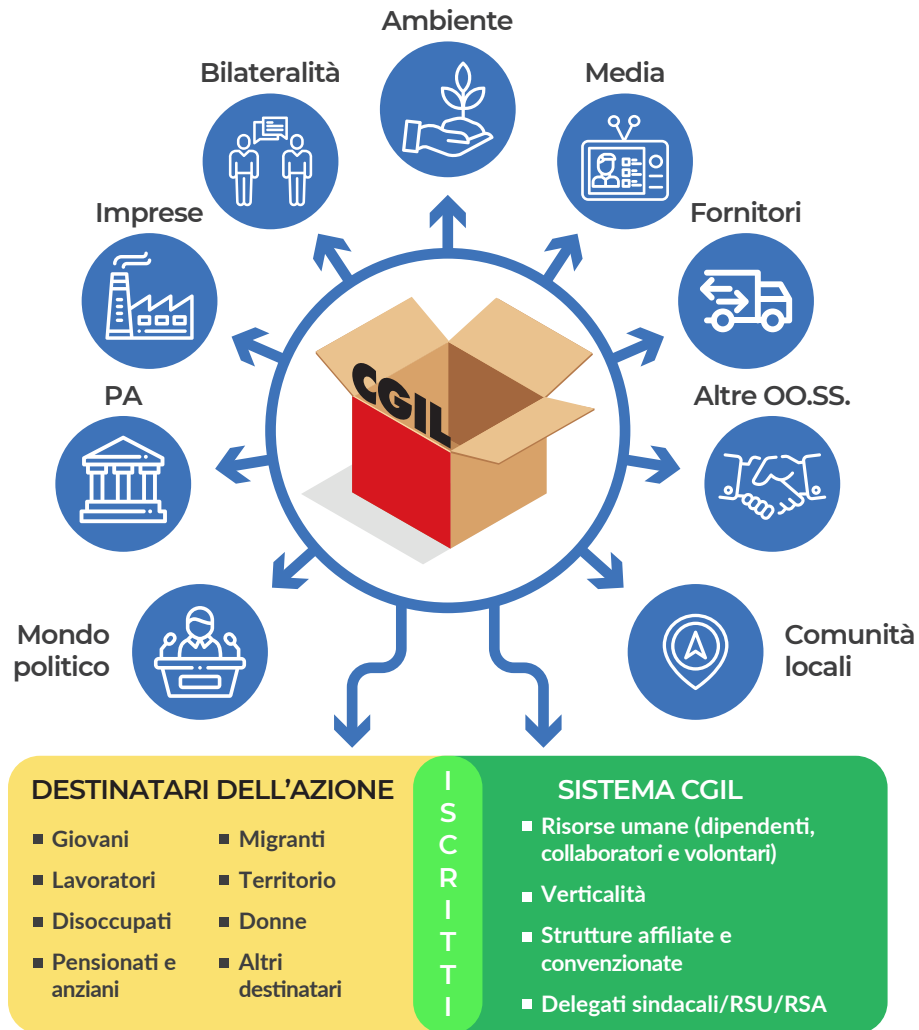 Ambiente
Bilateralità
Media
Imprese
Fornitori
CGIL
PA
Altre OO.SS.
Mondo
politico
Comunità
locali
DESTINATARI DELL'AZIONE
Giovani
Lavoratori
Disoccupati
Pensionati e
anziani
Migranti
Territorio
Donne
Altri
destinatari
ISCRITTI
SISTEMA CGIL
Risorse umane (dipendenti,
collaboratori e volontari)
Verticalità
Strutture affiliate e
convenzionate
Delegati sindacali/RSU/RSA